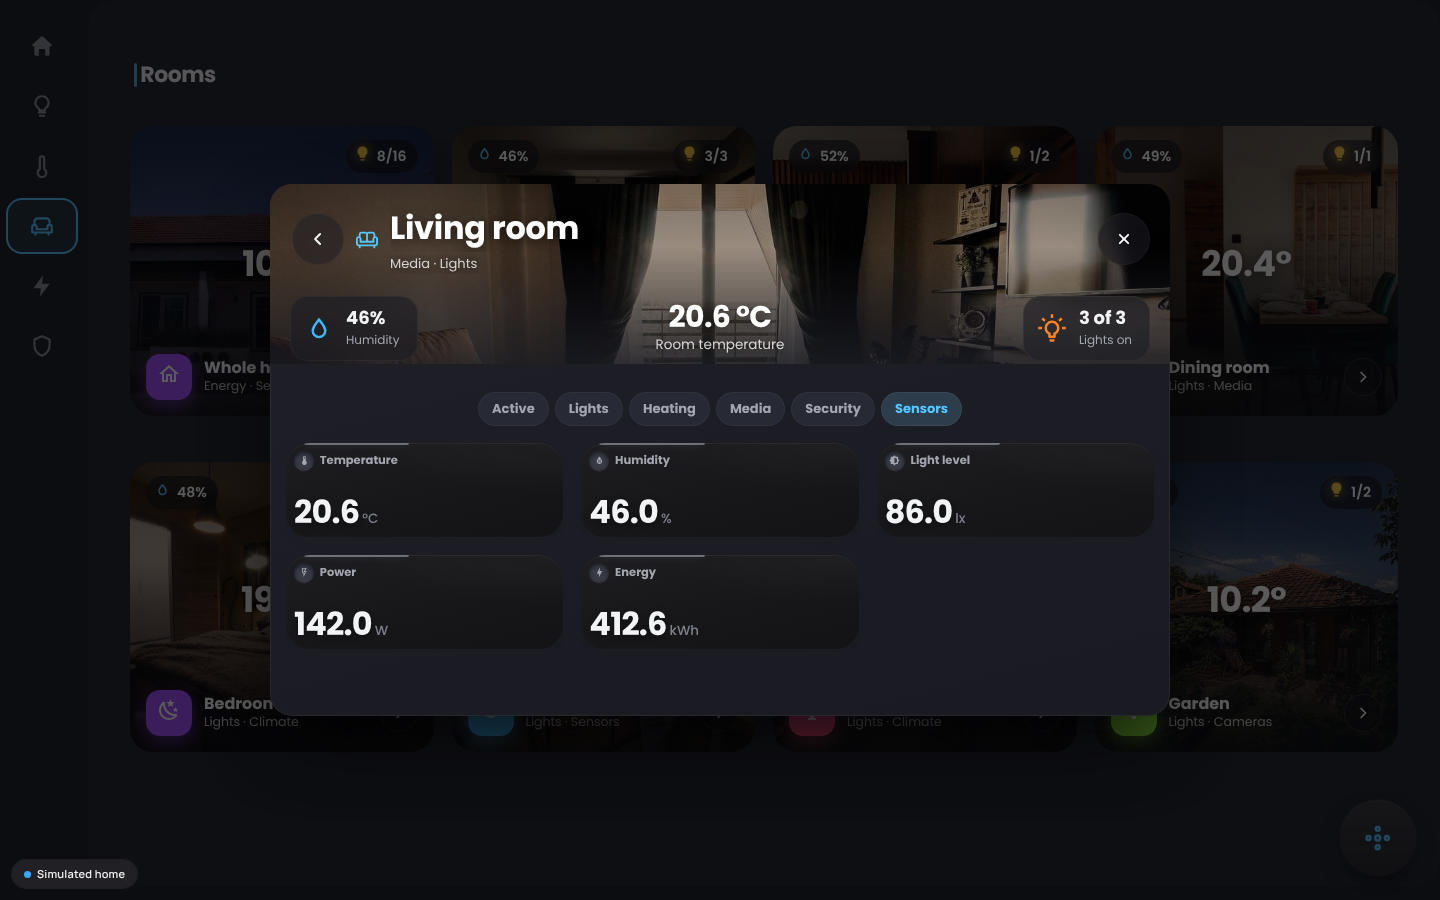 Rooms
8/16
46%
3/3
52%
1/2
49%
1/1
Living room
Media · Lights
46%
Humidity
20.6 °C
Room temperature
3 of 3
Lights on
20.4°
Dining room
Lights · Media
Active
Lights
Heating
Media
Security
Sensors
Temperature
20.6 °C
Humidity
46.0 %
Light level
86.0 lx
Power
142.0 W
Energy
412.6 kWh
48%
1/2
10.2°
Lights · Climate
Lights · Sensors
Lights · Climate
Garden
Lights · Cameras
Simulated home